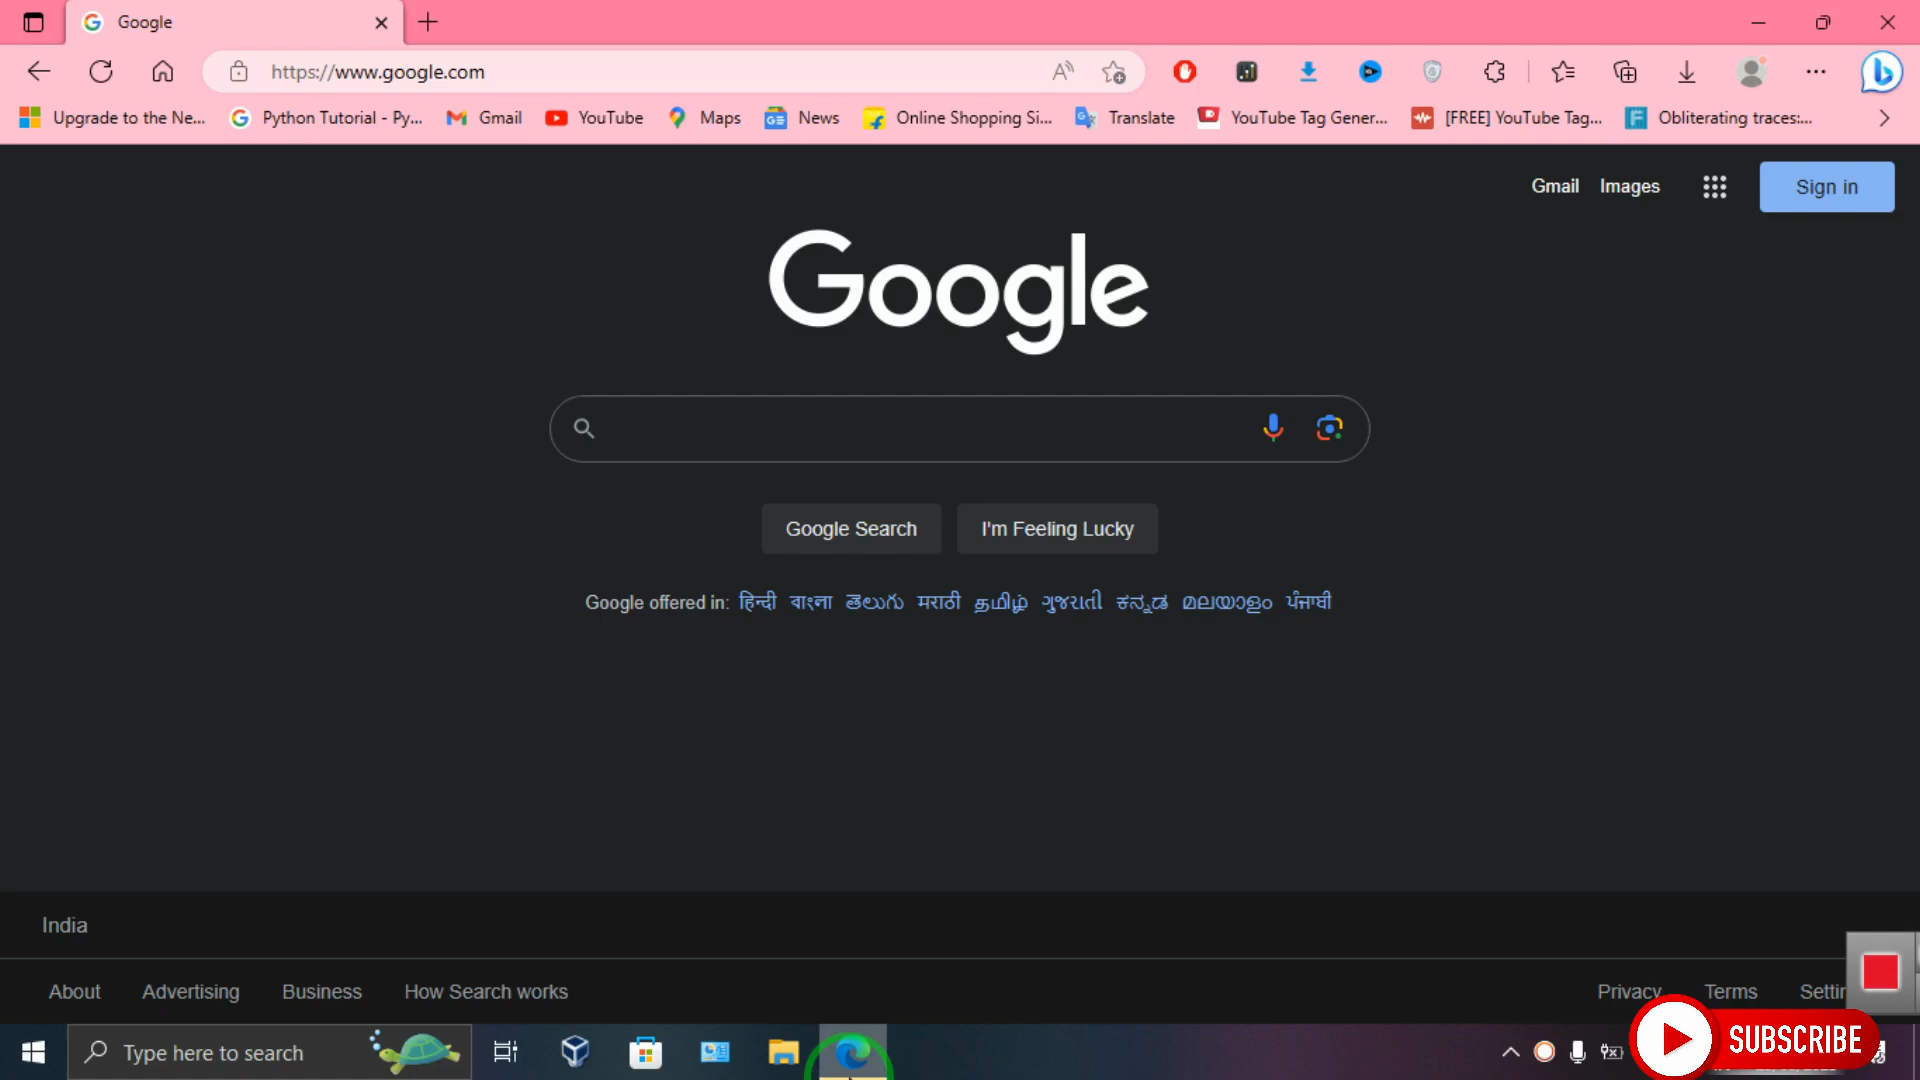 Google
https://www.google.com
Upgrade to the Ne... Python Tutorial - Py... Gmail YouTube Maps News Online Shopping Si... Translate YouTube Tag Gener... [FREE] YouTube Tag... Obliterating traces:...
Gmail Images Sign in
Google
Google Search I'm Feeling Lucky
Google offered in: हिन्दी বাংলা తెలుగు मराठी தமிழ் ગુજરાતી ಕನ್ನಡ മലയാളം ਪੰਜਾਬੀ
India
About Advertising Business How Search works Privacy Terms Settin
Type here to search
SUBSCRIBE